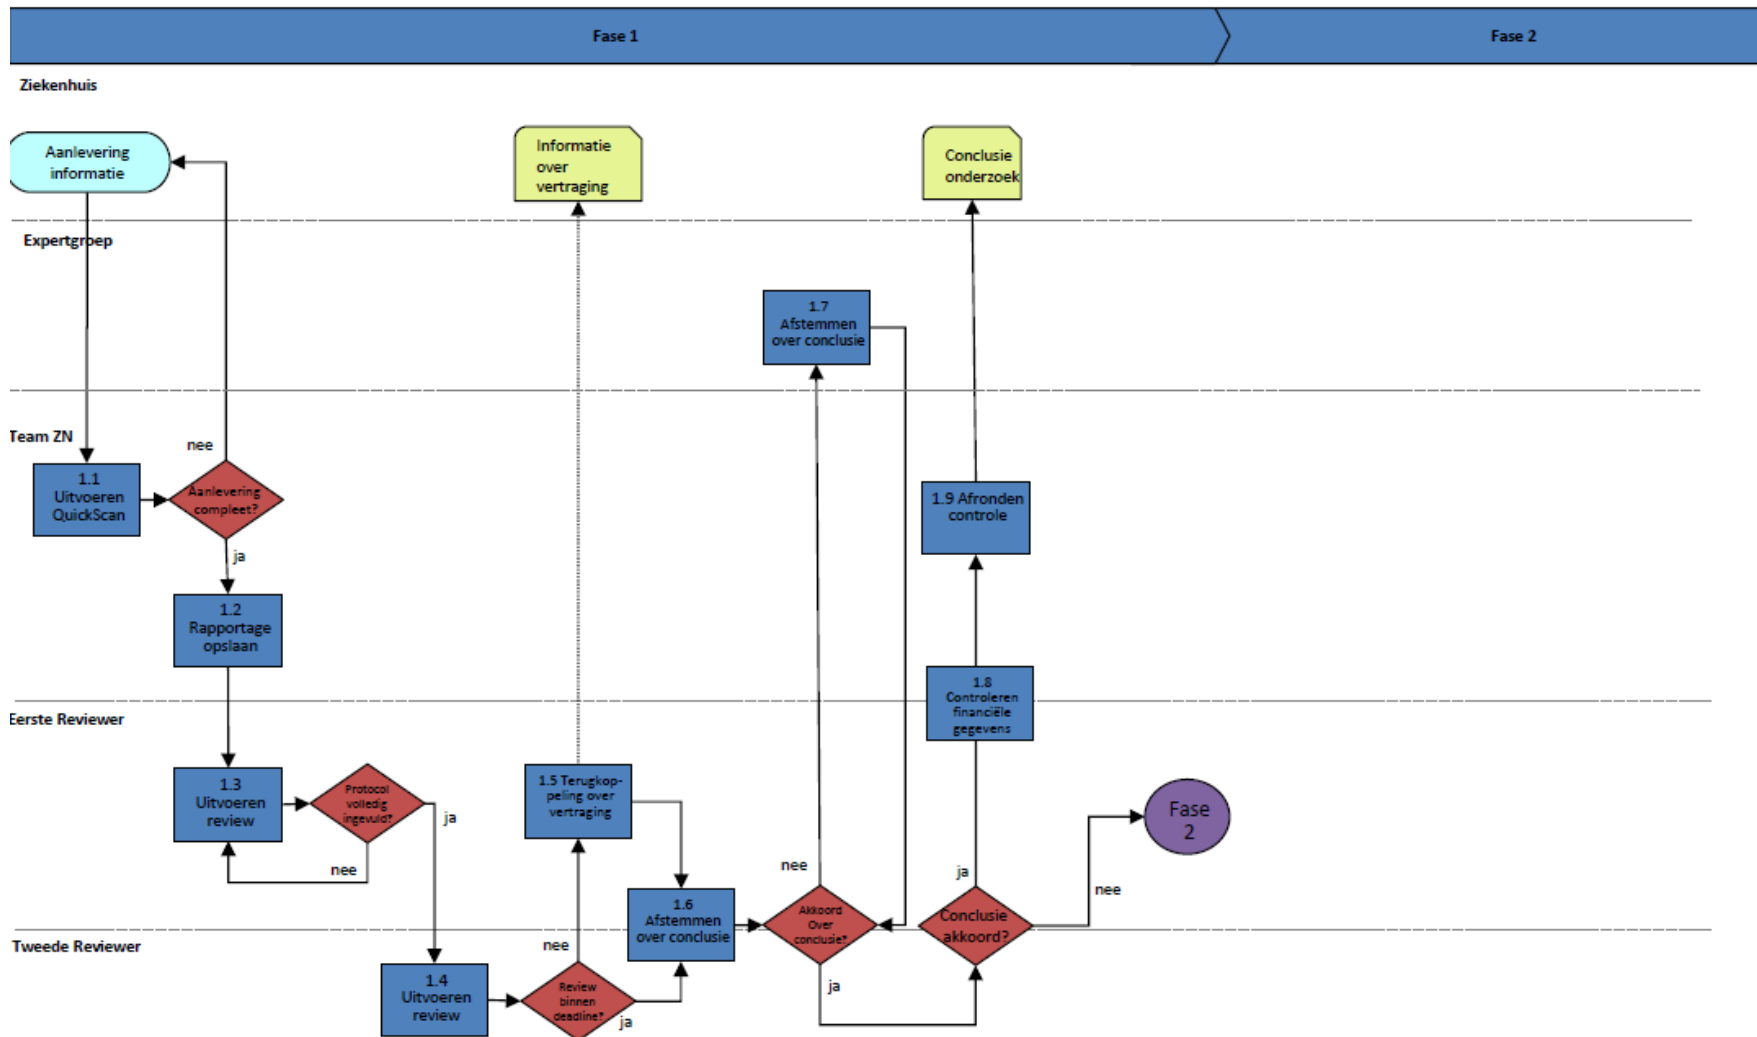 Fase 1
Fase 2
Ziekenhuis
Aanlevering
informatie
Informatie
over
vertraging
Conclusie
onderzoek
Expertgroep
1.7
Afstemmen
over conclusie
Team ZN
nee
1.1
Uitvoeren
QuickScan
Aanlevering
compleet?
1.9 Afronden
controle
ja
1.2
Rapportage
opslaan
1.8
Controleren
financiële
gegevens
Eerste Reviewer
1.3
Uitvoeren
review
Protocol
volledig
ingevuld?
ja
nee
1.5 Terugkop-
peling over
vertraging
Fase
2
nee
ja
nee
1.6
Afstemmen
over conclusie
Akkoord
Over
conclusie?
Conclusie
akkoord?
Tweede Reviewer
nee
1.4
Uitvoeren
review
Review
binnen
deadline?
ja
ja